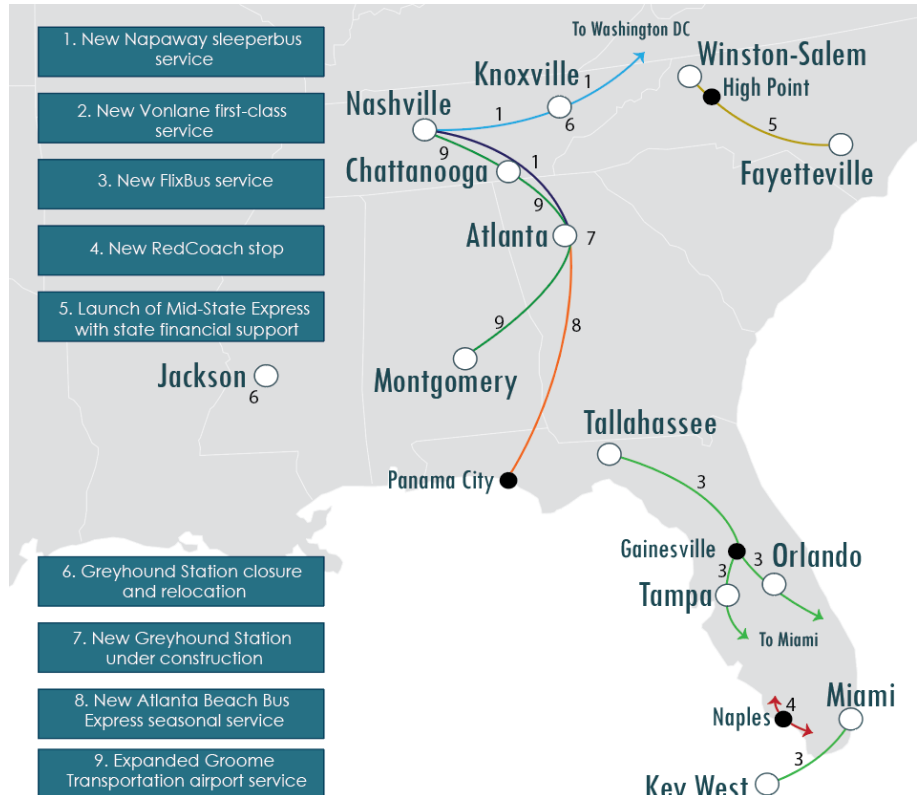 1. New Napaway sleeperbus
service
2. New Vonlane first-class
service
3. New FlixBus service
4. New RedCoach stop
5. Launch of Mid-State Express
with state financial support
To Washington DC
Winston-Salem
High Point
5
Fayetteville
Knoxville
1
6
Nashville
1
9
1
Chattanooga
9
Atlanta
7
9
8
Montgomery
Jackson
6
Panama City
Tallahassee
3
Gainesville
3
3
Orlando
Tampa
To Miami
Naples
4
Miami
3
Key West
6. Greyhound Station closure
and relocation
7. New Greyhound Station
under construction
8. New Atlanta Beach Bus
Express seasonal service
9. Expanded Groome
Transportation airport service